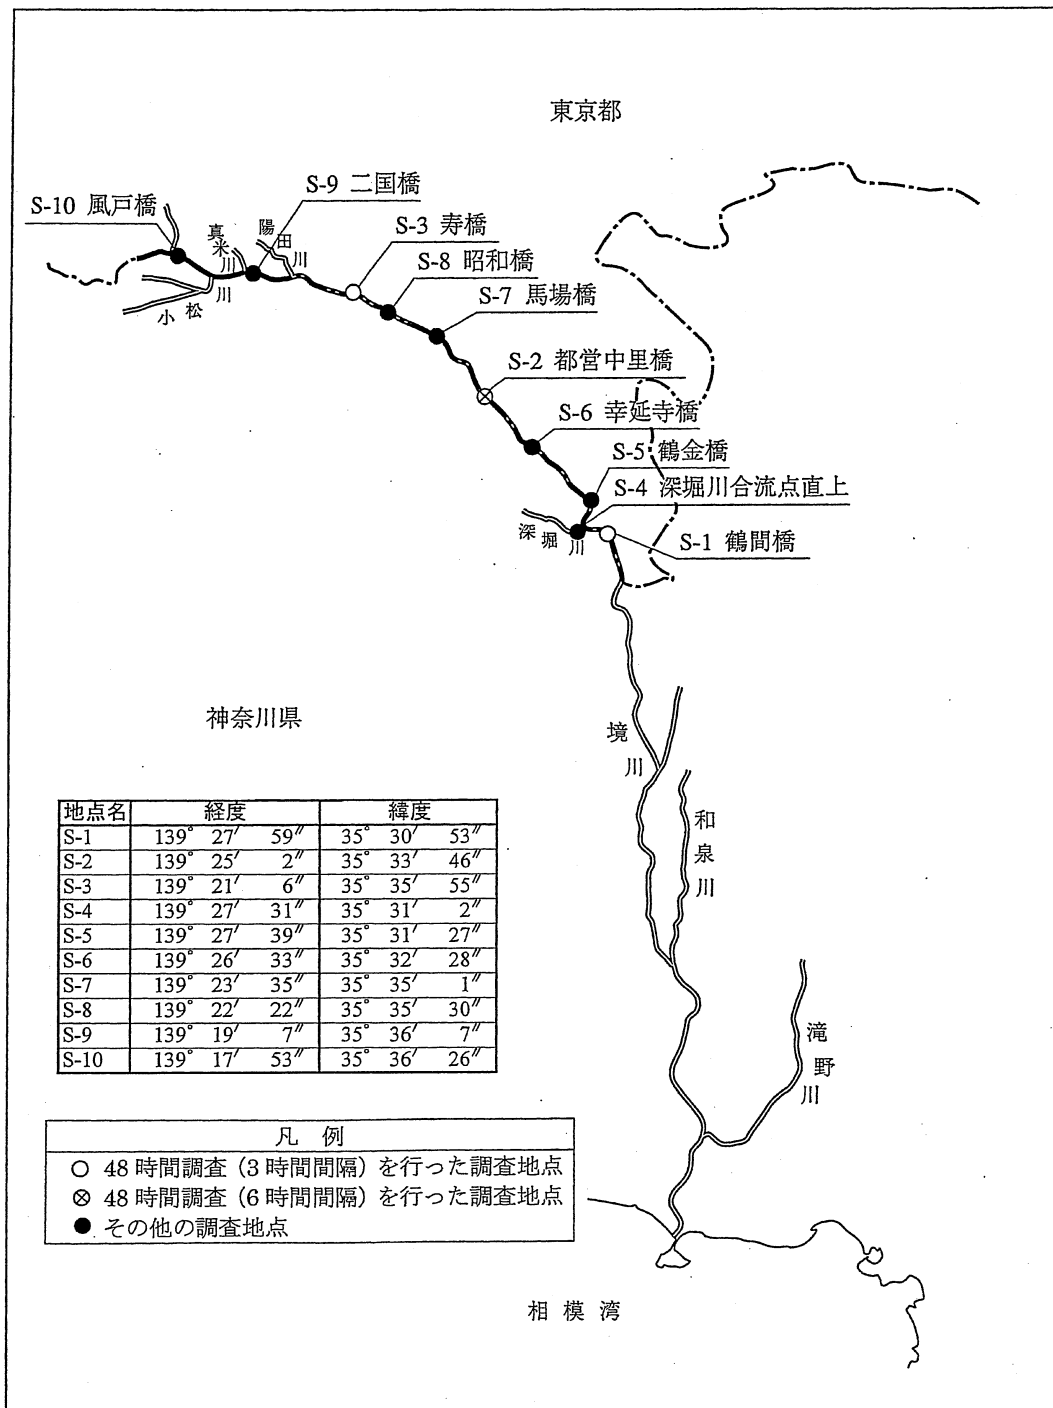 東京都
S-9 二国橋
S-10 風戸橋
S-3 寿橋
真米川
陽田川
S-8 昭和橋
S-7 馬場橋
小松川
S-2 都営中里橋
S-6 幸延寺橋
S-5 鶴金橋
S-4 深堀川合流点直上
深堀川
S-1 鶴間橋
神奈川県
境川
和泉川
地点名 経度 緯度
S-1 139° 27′ 59″ 35° 30′ 53″
S-2 139° 25′ 2″ 35° 33′ 46″
S-3 139° 21′ 6″ 35° 35′ 55″
S-4 139° 27′ 31″ 35° 31′ 2″
S-5 139° 27′ 39″ 35° 31′ 27″
S-6 139° 26′ 33″ 35° 32′ 28″
S-7 139° 23′ 35″ 35° 35′ 1″
S-8 139° 22′ 22″ 35° 35′ 30″
S-9 139° 19′ 7″ 35° 36′ 7″
S-10 139° 17′ 53″ 35° 36′ 26″
滝野川
凡 例
○ 48時間調査（3時間間隔）を行った調査地点
⊗ 48時間調査（6時間間隔）を行った調査地点
● その他の調査地点
相模湾